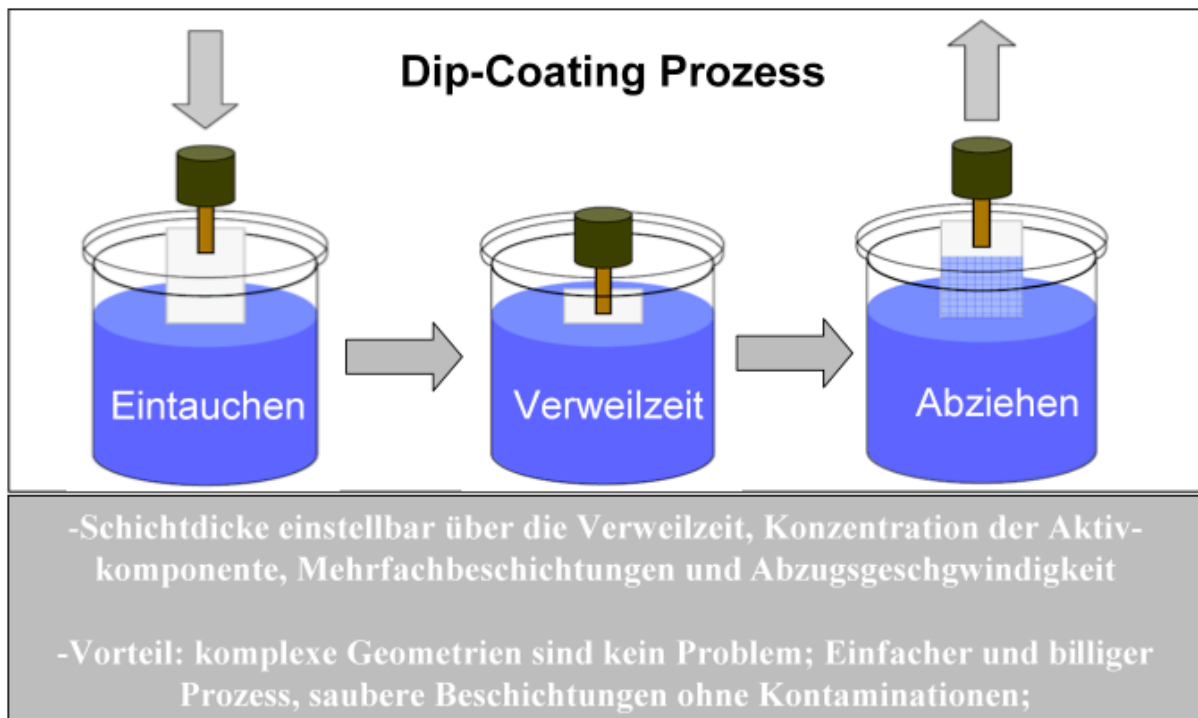 Dip-Coating Prozess
Eintauchen
Verweilzeit
Abziehen
-Schichtdicke einstellbar über die Verweilzeit, Konzentration der Aktiv-
komponente, Mehrfachbeschichtungen und Abzugsgeschgwindigkeit
-Vorteil: komplexe Geometrien sind kein Problem; Einfacher und billiger
Prozess, saubere Beschichtungen ohne Kontaminationen;